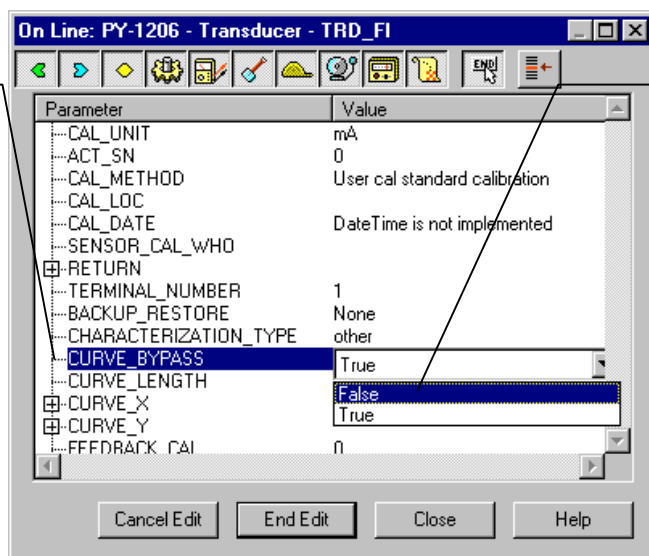 On Line: PY-1206 - Transducer - TRD_FI
END
Parameter Value
CAL_UNIT mA
ACT_SN 0
CAL_METHOD User cal standard calibration
CAL_LOC
CAL_DATE DateTime is not implemented
SENSOR_CAL_WHO
RETURN
TERMINAL_NUMBER 1
BACKUP_RESTORE None
CHARACTERIZATION_TYPE other
CURVE_BYPASS True
CURVE_LENGTH False
CURVE_X True
CURVE_Y
FEEDBACK_CAL 0
Cancel Edit End Edit Close Help